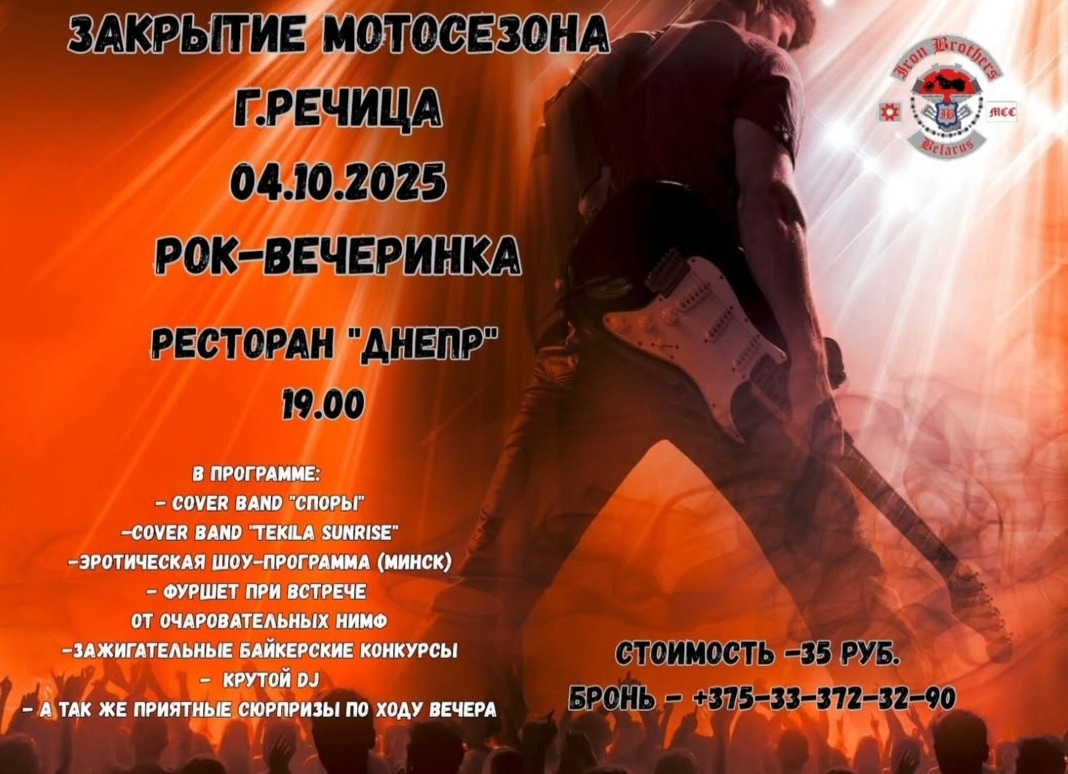 ЗАКРЫТИЕ МОТОСЕЗОНА
Г.РЕЧИЦА
04.10.2025
РОК-ВЕЧЕРИНКА
РЕСТОРАН "ДНЕПР"
19.00
В ПРОГРАММЕ:
- COVER BAND "СПОРЫ"
-COVER BAND "TEKILA SUNRISE"
-ЭРОТИЧЕСКАЯ ШОУ-ПРОГРАММА (МИНСК)
- ФУРШЕТ ПРИ ВСТРЕЧЕ
ОТ ОЧАРОВАТЕЛЬНЫХ НИМФ
-ЗАЖИГАТЕЛЬНЫЕ БАЙКЕРСКИЕ КОНКУРСЫ
- КРУТОЙ DJ
- А ТАК ЖЕ ПРИЯТНЫЕ СЮРПРИЗЫ ПО ХОДУ ВЕЧЕРА
Iron Brothers
IB
MCC
Belarus
СТОИМОСТЬ -35 РУБ.
БРОНЬ - +375-33-372-32-90